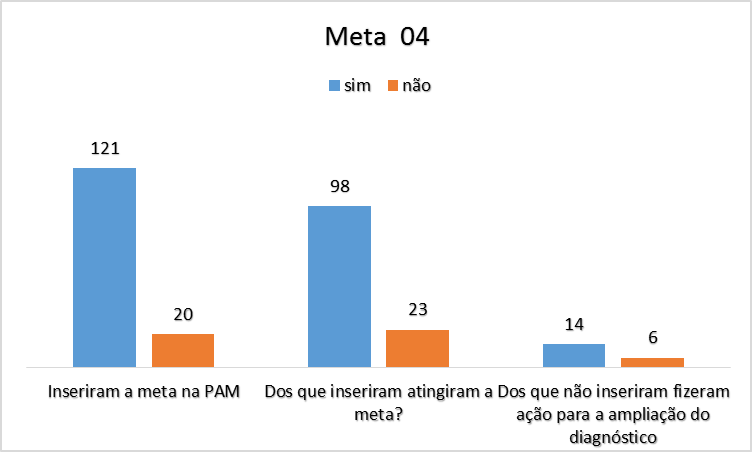 Meta 04
sim não
121
20
98
23
14
6
Inseriram a meta na PAM
Dos que inseriram atingiram a
meta?
Dos que não inseriram fizeram
ação para a ampliação do
diagnóstico